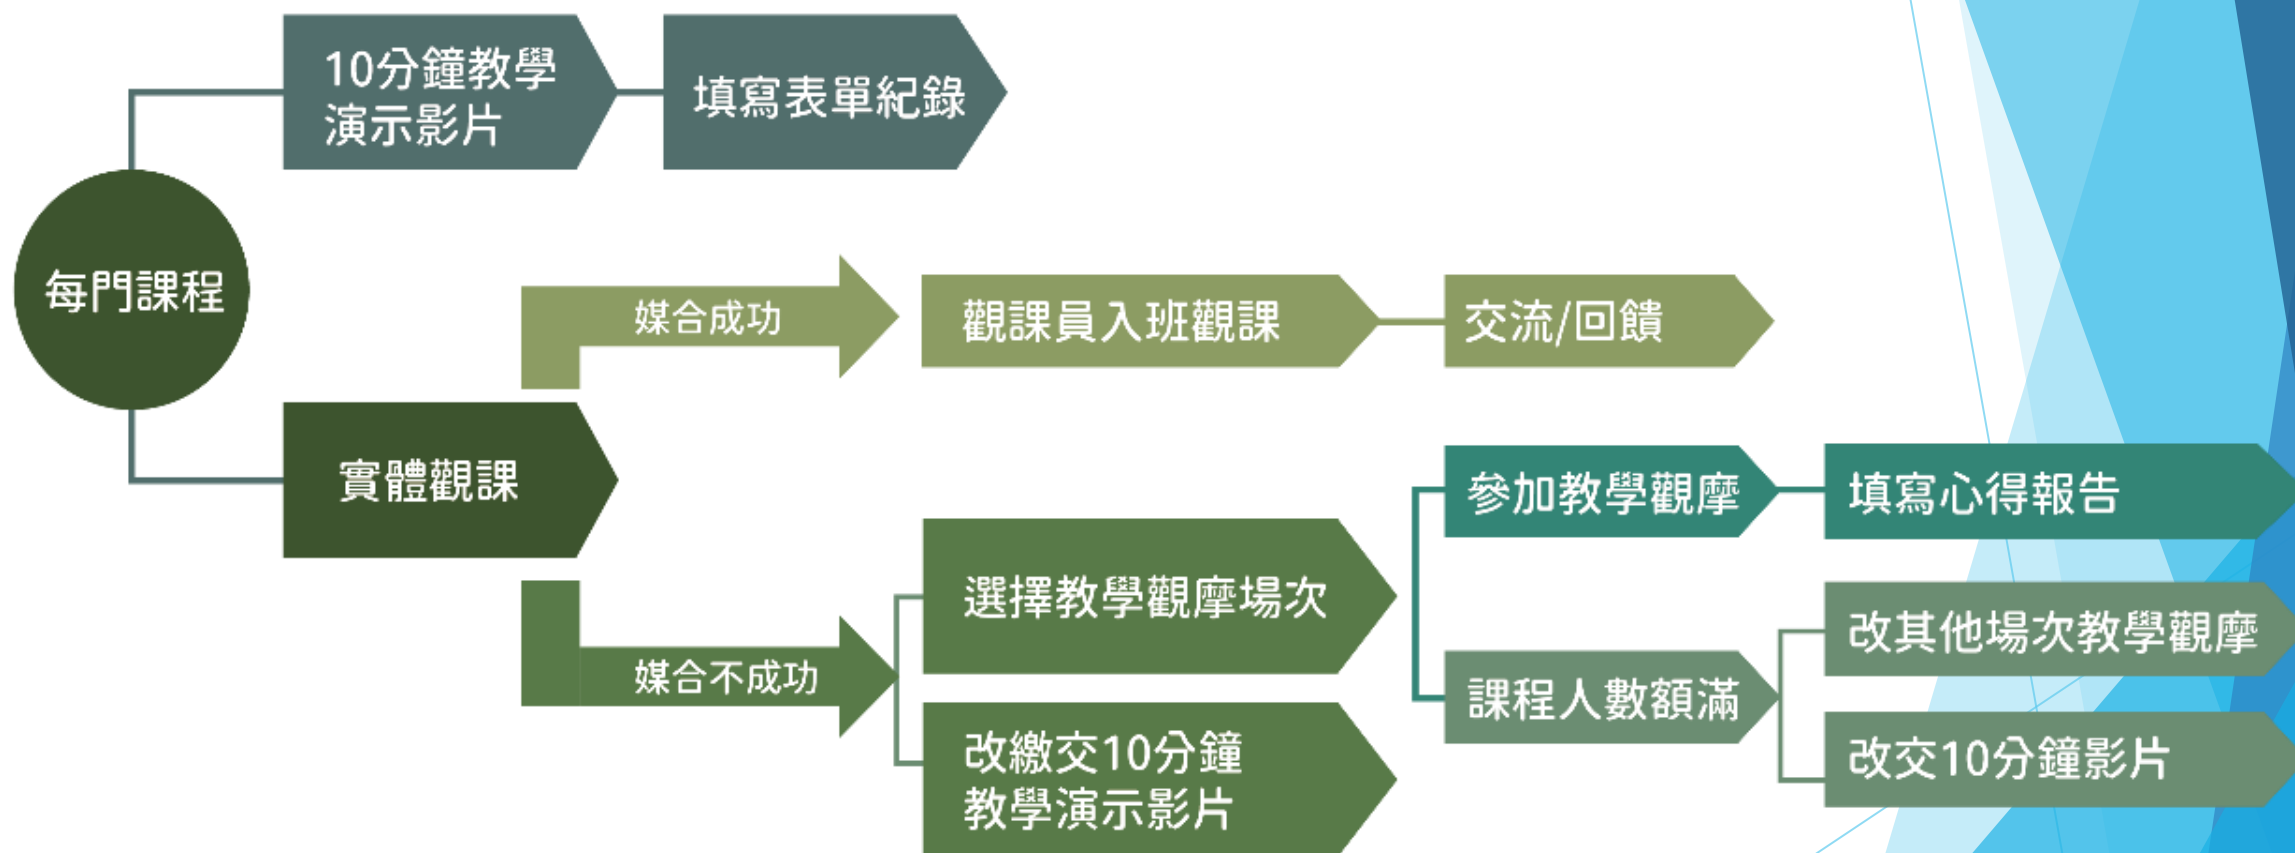 10分鐘教學
演示影片
填寫表單紀錄
每門課程
媒合成功
觀課員入班觀課
交流/回饋
實體觀課
媒合不成功
選擇教學觀摩場次
改繳交10分鐘
教學演示影片
參加教學觀摩
填寫心得報告
課程人數額滿
改其他場次教學觀摩
改交10分鐘影片